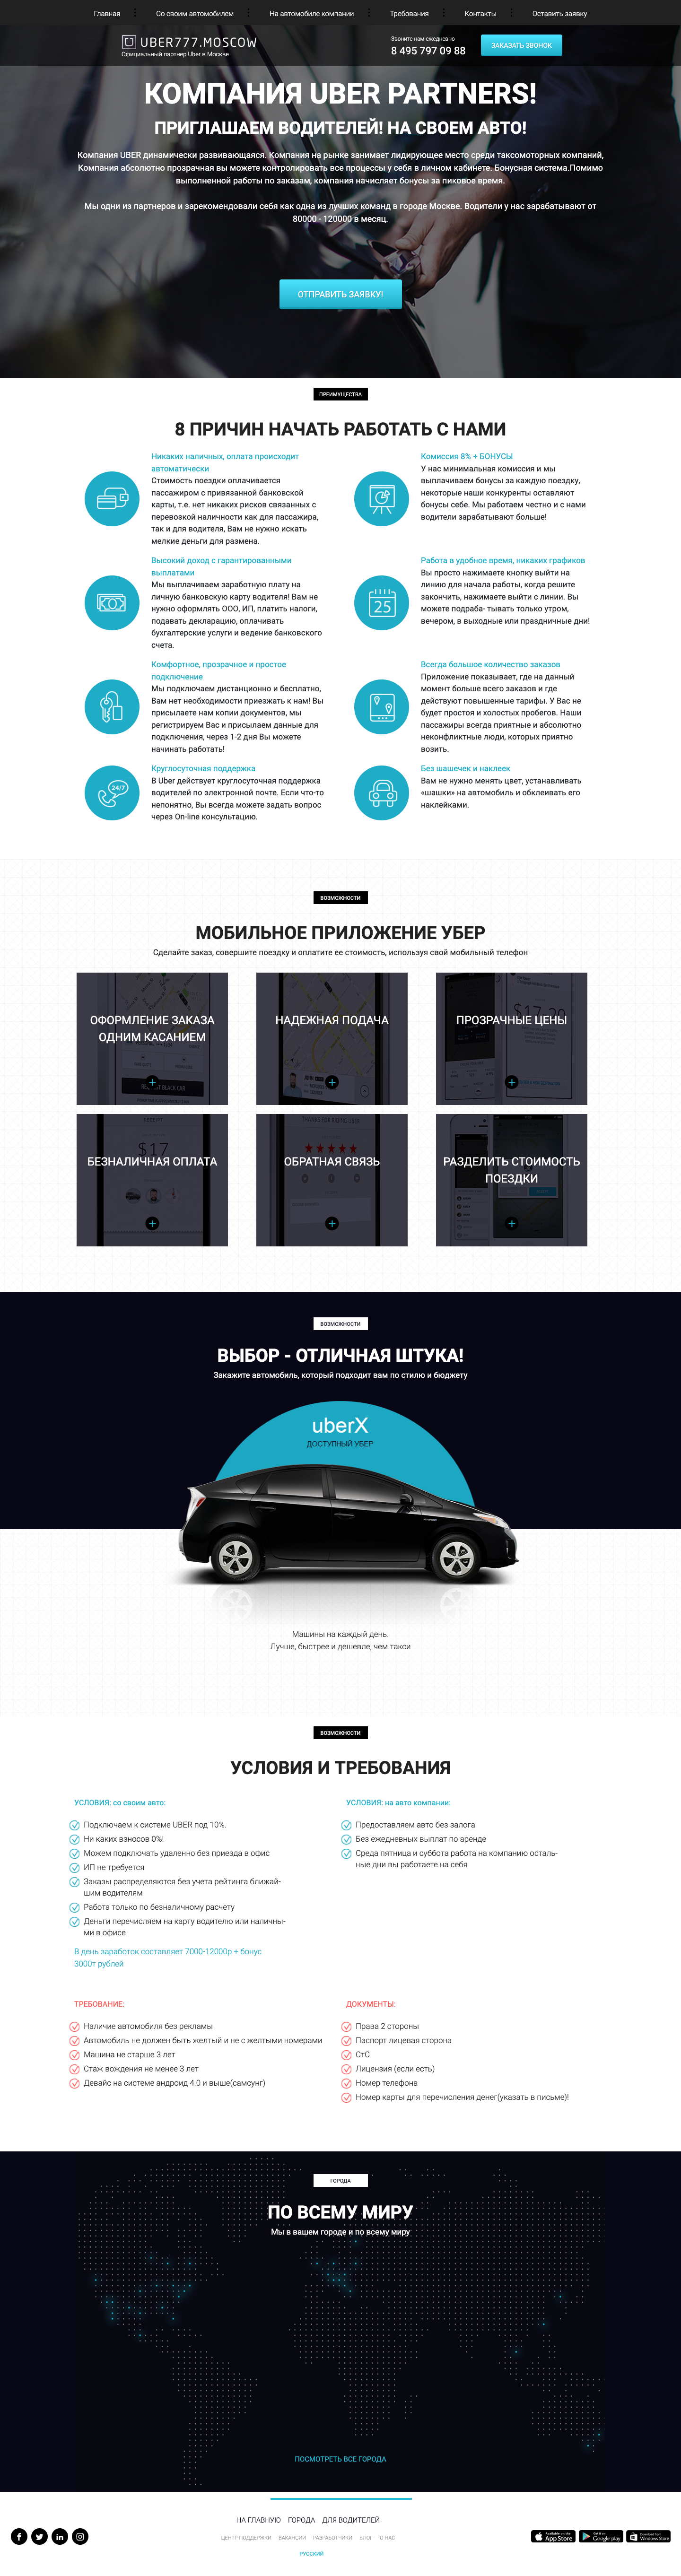 Главная
Со своим автомобилем
На автомобиле компании
Требования
Контакты
Оставить заявку
UBER777.MOSCOW
Официальный партнер Uber в Москве
Звоните нам ежедневно
8 495 797 09 88
ЗАКАЗАТЬ ЗВОНОК
КОМПАНИЯ UBER PARTNERS!
ПРИГЛАШАЕМ ВОДИТЕЛЕЙ! НА СВОЕМ АВТО!
Компания UBER динамически развивающаяся. Компания на рынке занимает лидирующее место среди таксомоторных компаний,
Компания абсолютно прозрачна вы можете контролировать все процессы у себя в личном кабинете. Бонусная система.Помимо
выполненной работы по заказам, компания начисляет бонусы за пиковое время.
Мы одни из партнеров и зарекомендовали себя как одна из лучших команд в городе Москве. Водители у нас зарабатывают от
80000 - 120000 в месяц.
ОТПРАВИТЬ ЗАЯВКУ!
ПРЕИМУЩЕСТВА
8 ПРИЧИН НАЧАТЬ РАБОТАТЬ С НАМИ
Никаких наличных, оплата происходит
автоматически
Стоимость поездки оплачивается
пассажиром с привязанной банковской
карты, т.е. нет никаких рисков связанных с
перевозкой наличности как для пассажира,
так и для водителя, Вам не нужно искать
мелкие деньги для размена.
Комиссия 8% + БОНУСЫ
У нас минимальная комиссия и мы
выплачиваем бонусы за каждую поездку,
некоторые наши конкуренты оставляют
бонусы себе. Мы работаем честно и с нами
водители зарабатывают больше!
Высокий доход с гарантированными
выплатами
Мы выплачиваем заработную плату на
личную банковскую карту водителя! Вам не
нужно оформлять ООО, ИП, платить налоги,
подавать декларацию, оплачивать
бухгалтерские услуги и ведение банковского
счета.
25
Работа в удобное время, никаких графиков
Вы просто нажимаете кнопку выйти на
линию для начала работы, когда решите
закончить, нажимаете выйти с линии. Вы
можете подраба- тывать только утром,
вечером, в выходные или праздничные дни!
Комфортное, прозрачное и простое
подключение
Мы подключаем дистанционно и бесплатно,
Вам нет необходимости приезжать к нам! Вы
присылаете нам копии документов, мы
регистрируем Вас и присылаем данные для
подключения, через 1-2 дня Вы можете
начинать работать!
Всегда большое количество заказов
Приложение показывает, где на данный
момент больше всего заказов и где
действуют повышенные тарифы. У Вас не
будет простоя и холостых пробегов. Наши
пассажиры всегда приятные и абсолютно
неконфликтные люди, которых приятно
возить.
24/7
Круглосуточная поддержка
В Uber действует круглосуточная поддержка
водителей по электронной почте. Если что-то
непонятно, Вы всегда можете задать вопрос
через On-line консультацию.
Без шашечек и наклеек
Вам не нужно менять цвет, устанавливать
«шашки» на автомобиль и обклеивать его
наклейками.
ВОЗМОЖНОСТИ
МОБИЛЬНОЕ ПРИЛОЖЕНИЕ УБЕР
Сделайте заказ, совершите поездку и оплатите ее стоимость, используя свой мобильный телефон
ОФОРМЛЕНИЕ ЗАКАЗА
ОДНИМ КАСАНИЕМ
НАДЕЖНАЯ ПОДАЧА
$17.20
ПРОЗРАЧНЫЕ ЦЕНЫ
$17
БЕЗНАЛИЧНАЯ ОПЛАТА
ОБРАТНАЯ СВЯЗЬ
РАЗДЕЛИТЬ СТОИМОСТЬ
ПОЕЗДКИ
ВОЗМОЖНОСТИ
ВЫБОР - ОТЛИЧНАЯ ШТУКА!
Закажите автомобиль, который подходит вам по стилю и бюджету
uberX
ДОСТУПНЫЙ УБЕР
Машины на каждый день.
Лучше, быстрее и дешевле, чем такси
ВОЗМОЖНОСТИ
УСЛОВИЯ И ТРЕБОВАНИЯ
УСЛОВИЯ: со своим авто:
Подключаем к системе UBER под 10%.
Ни каких взносов 0%!
Можем подключать удаленно без приезда в офис
ИП не требуется
Заказы распределяются без учета рейтинга ближай-
шим водителям
Работа только по безналичному расчету
Деньги перечисляем на карту водителю или наличны-
ми в офисе
В день заработок составляет 7000-12000р + бонус
3000т.рублей
УСЛОВИЯ: на авто компании:
Предоставляем авто без залога
Без ежедневных выплат по аренде
Среда пятница и суббота работа на компанию осталь-
ные дни вы работаете на себя
ТРЕБОВАНИЕ:
Наличие автомобиля без рекламы
Автомобиль не должен быть желтый и не с желтыми номерами
Машина не старше 3 лет
Стаж вождения не менее 3 лет
Девайс на системе андроид 4.0 и выше(самсунг)
ДОКУМЕНТЫ:
Права 2 стороны
Паспорт лицевая сторона
СтС
Лицензия (если есть)
Номер телефона
Номер карты для перечисления денег(указать в письме)!
ГОРОДА
ПО ВСЕМУ МИРУ
Мы в вашем городе и по всему миру
ПОСМОТРЕТЬ ВСЕ ГОРОДА
НА ГЛАВНУЮ ГОРОДА ДЛЯ ВОДИТЕЛЕЙ
ЦЕНТР ПОДДЕРЖКИ ВАКАНСИИ РАЗРАБОТЧИКИ БЛОГ О НАС
РУССКИЙ
App Store
Google play
Windows Store